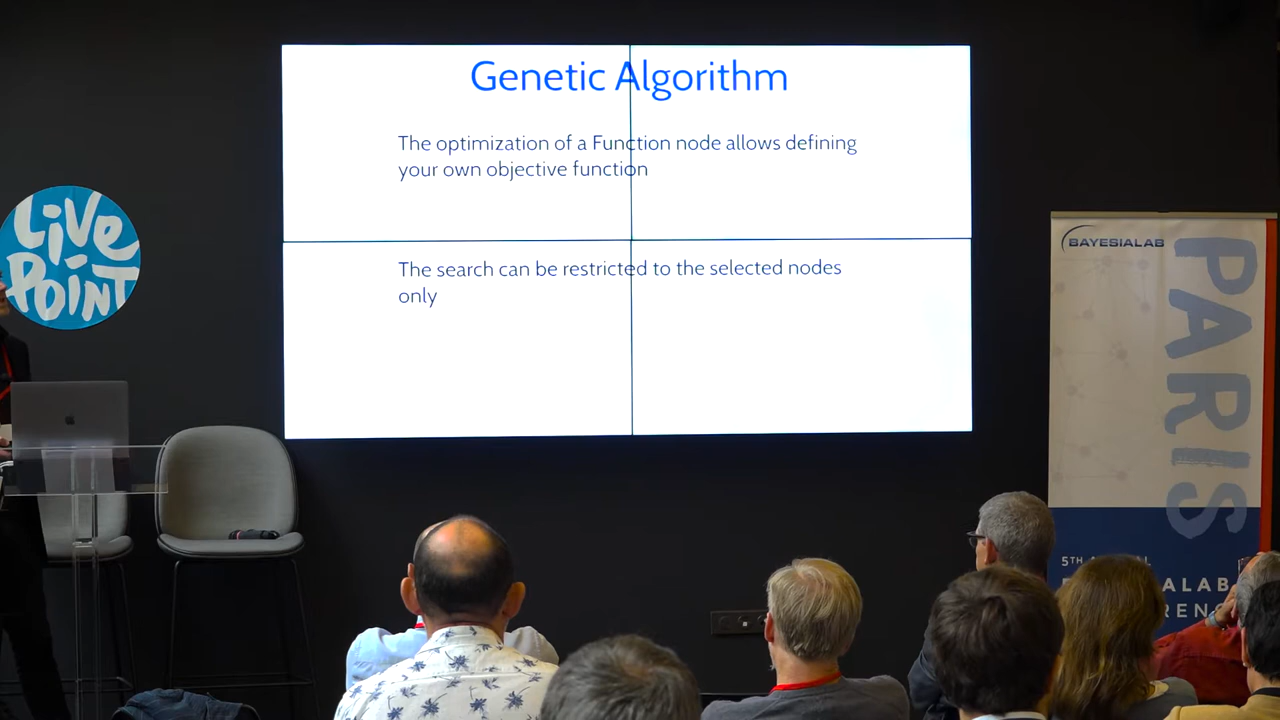 Genetic Algorithm
The optimization of a Function node allows defining
your own objective function
The search can be restricted to the selected nodes
only
LIVE
POINT
BAYESIALAB
PARIS
5TH